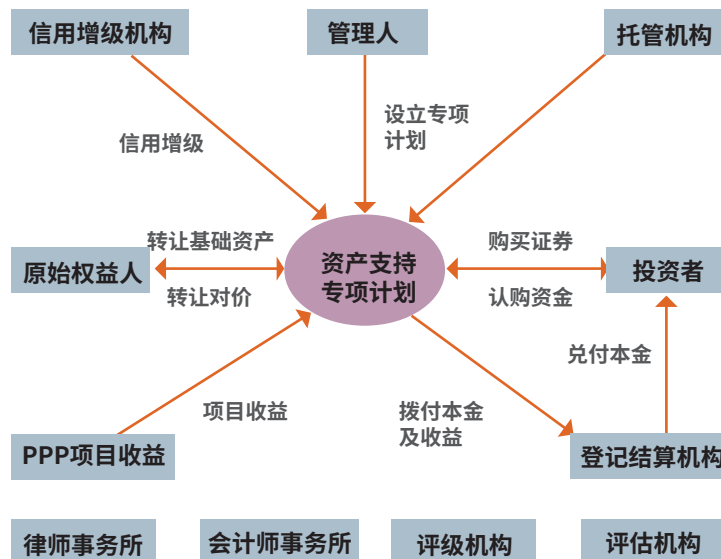 信用增级机构
管理人
托管机构
设立专项
计划
信用增级
转让基础资产
购买证券
原始权益人
资产支持
专项计划
投资者
转让对价
认购资金
兑付本金
项目收益
拨付本金
及收益
PPP项目收益
登记结算机构
律师事务所
会计师事务所
评级机构
评估机构